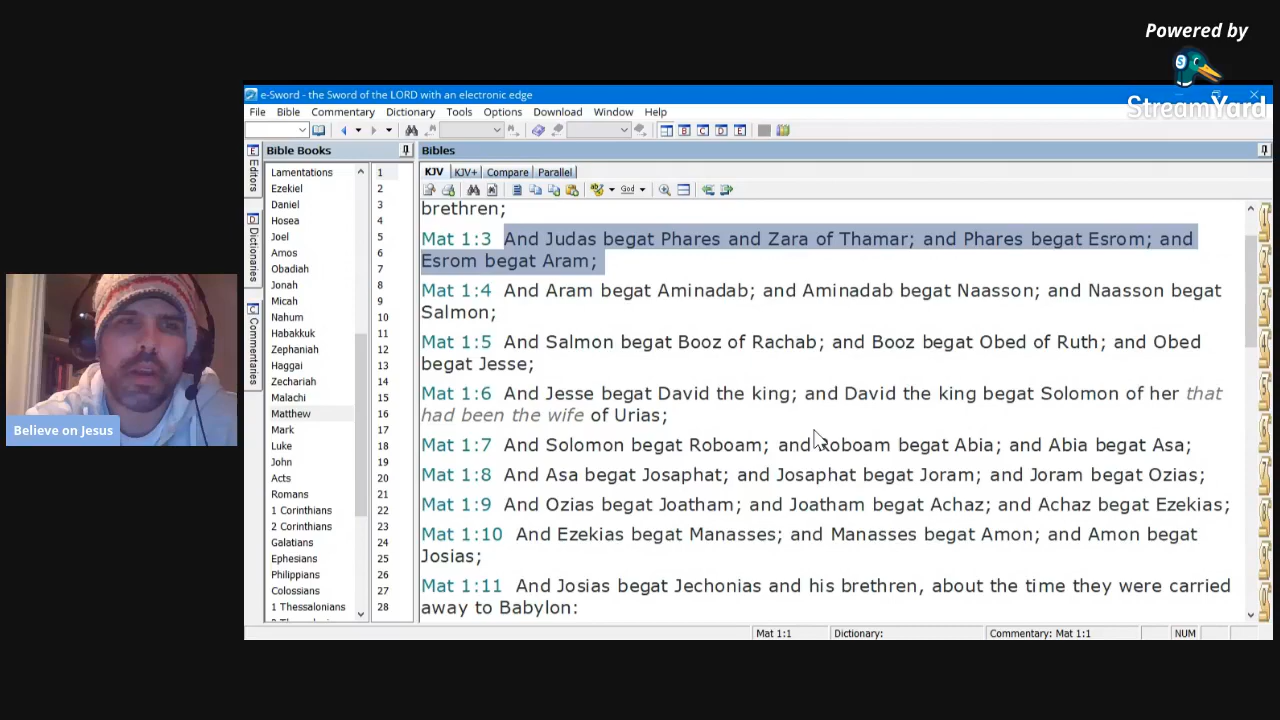 Powered by
StreamYard
e-Sword - the Sword of the LORD with an electronic edge
File Bible Commentary Dictionary Tools Options Download Window Help
Editors
Dictionaries
Commentaries
Bible Books
Lamentations
Ezekiel
Daniel
Hosea
Joel
Amos
Obadiah
Jonah
Micah
Nahum
Habakkuk
Zephaniah
Haggai
Zechariah
Malachi
Matthew
Mark
Luke
John
Acts
Romans
1 Corinthians
2 Corinthians
Galatians
Ephesians
Philippians
Colossians
1 Thessalonians
1
2
3
4
5
6
7
8
9
10
11
12
13
14
15
16
17
18
19
20
21
22
23
24
25
26
27
28
Bibles
KJV KJV+ Compare Parallel
God
brethren;
Mat 1:3 And Judas begat Phares and Zara of Thamar; and Phares begat Esrom; and
Esrom begat Aram;
Mat 1:4 And Aram begat Aminadab; and Aminadab begat Naasson; and Naasson begat
Salmon;
Mat 1:5 And Salmon begat Booz of Rachab; and Booz begat Obed of Ruth; and Obed
begat Jesse;
Mat 1:6 And Jesse begat David the king; and David the king begat Solomon of her that
had been the wife of Urias;
Mat 1:7 And Solomon begat Roboam; and Roboam begat Abia; and Abia begat Asa;
Mat 1:8 And Asa begat Josaphat; and Josaphat begat Joram; and Joram begat Ozias;
Mat 1:9 And Ozias begat Joatham; and Joatham begat Achaz; and Achaz begat Ezekias;
Mat 1:10 And Ezekias begat Manasses; and Manasses begat Amon; and Amon begat
Josias;
Mat 1:11 And Josias begat Jechonias and his brethren, about the time they were carried
away to Babylon:
Mat 1:1 Dictionary: Commentary: Mat 1:1 NUM
Believe on Jesus